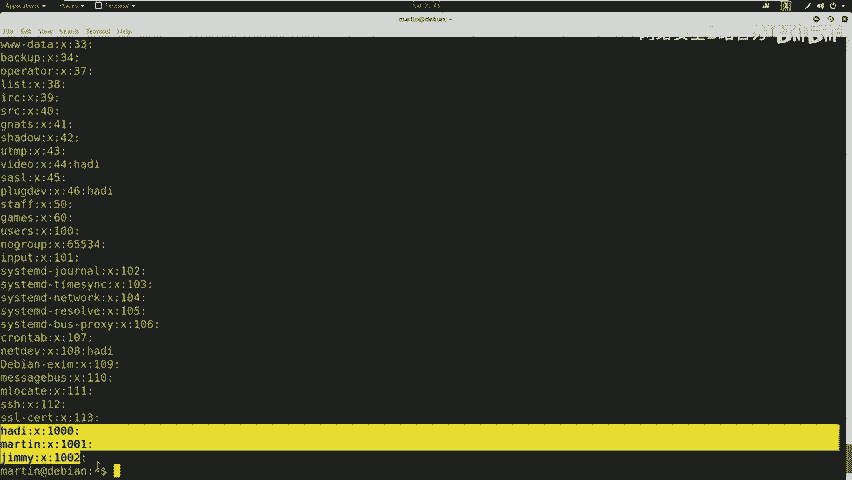 Applications
Terminal
martin@debian: ~
File Edit View Search Terminal Help
www-data:x:33:
backup:x:34:
operator:x:37:
list:x:38:
irc:x:39:
src:x:40:
gnats:x:41:
shadow:x:42:
utmp:x:43:
video:x:44:hadi
sasl:x:45:
plugdev:x:46:hadi
staff:x:50:
games:x:60:
users:x:100:
nogroup:x:65534:
input:x:101:
systemd-journal:x:102:
systemd-timesync:x:103:
systemd-network:x:104:
systemd-resolve:x:105:
systemd-bus-proxy:x:106:
crontab:x:107:
netdev:x:108:hadi
Debian-exim:x:109:
messagebus:x:110:
mlocate:x:111:
ssh:x:112:
ssl-cert:x:113:
hadi:x:1000:
martin:x:1001:
jimmy:x:1002:
martin@debian:~$